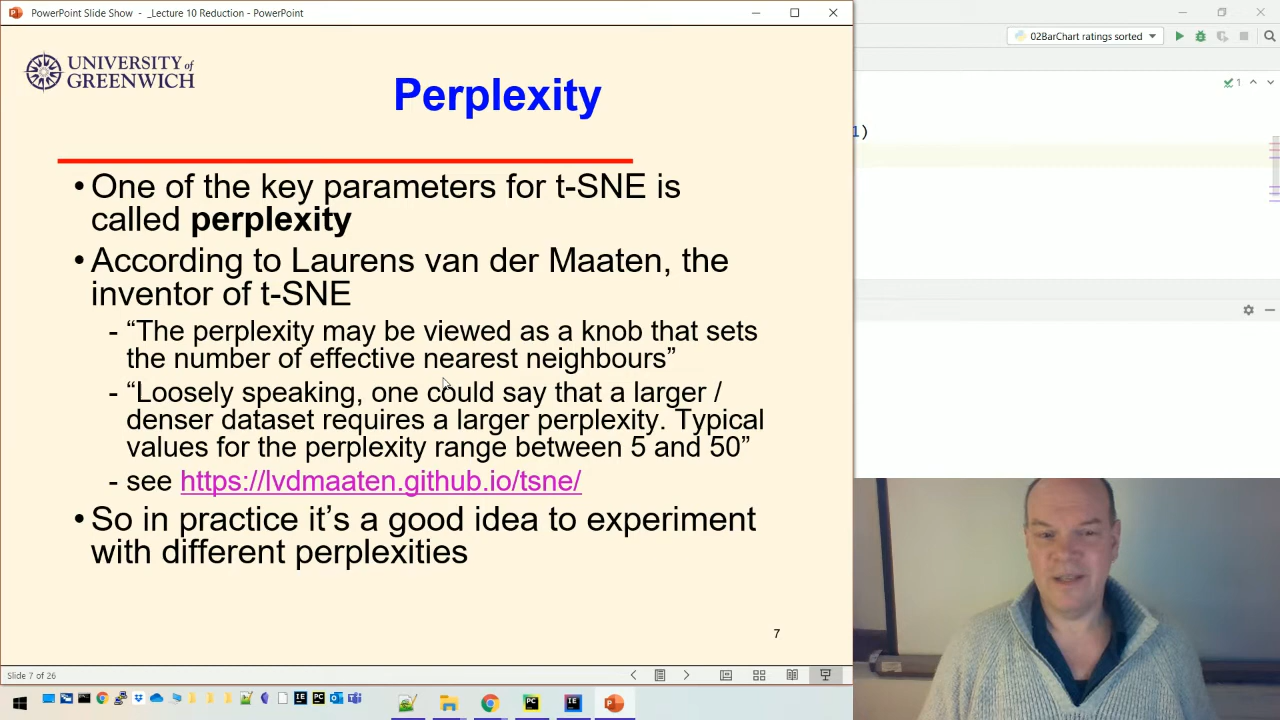 PowerPoint Slide Show - _Lecture 10 Reduction - PowerPoint
UNIVERSITY of
GREENWICH
Perplexity
• One of the key parameters for t-SNE is
called perplexity
• According to Laurens van der Maaten, the
inventor of t-SNE
- “The perplexity may be viewed as a knob that sets
the number of effective nearest neighbours”
- “Loosely speaking, one could say that a larger /
denser dataset requires a larger perplexity. Typical
values for the perplexity range between 5 and 50”
- see https://lvdmaaten.github.io/tsne/
• So in practice it’s a good idea to experiment
with different perplexities
7
Slide 7 of 26
02BarChart ratings sorted
1
1)